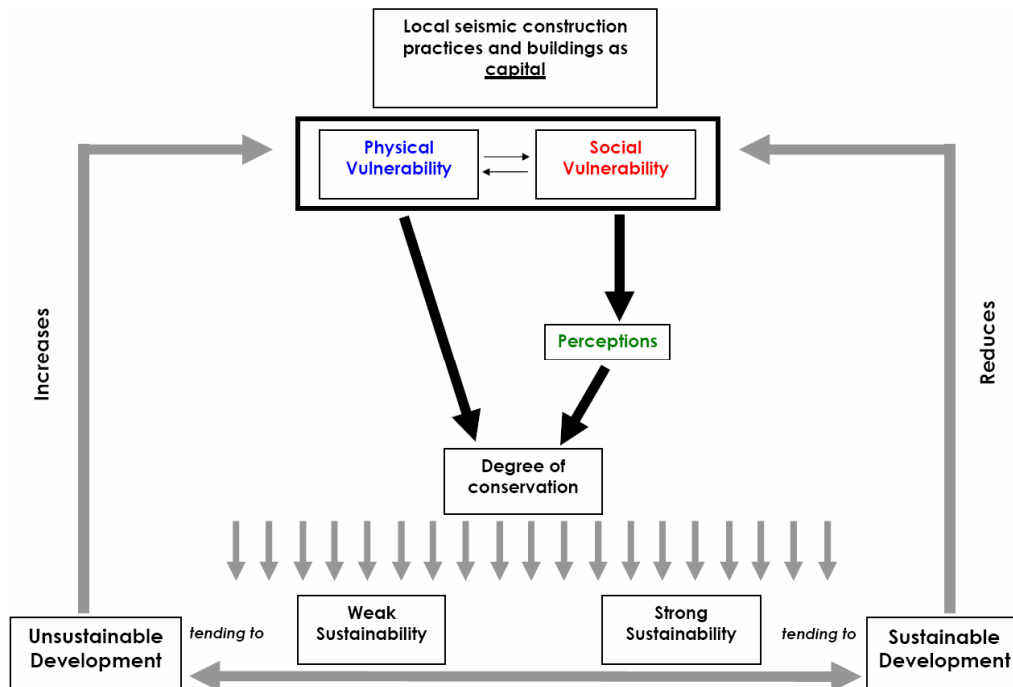 Local seismic construction
practices and buildings as
capital
Physical
Vulnerability
Social
Vulnerability
Increases
Reduces
Perceptions
Degree of
conservation
Unsustainable
Development
tending to
Weak
Sustainability
Strong
Sustainability
tending to
Sustainable
Development